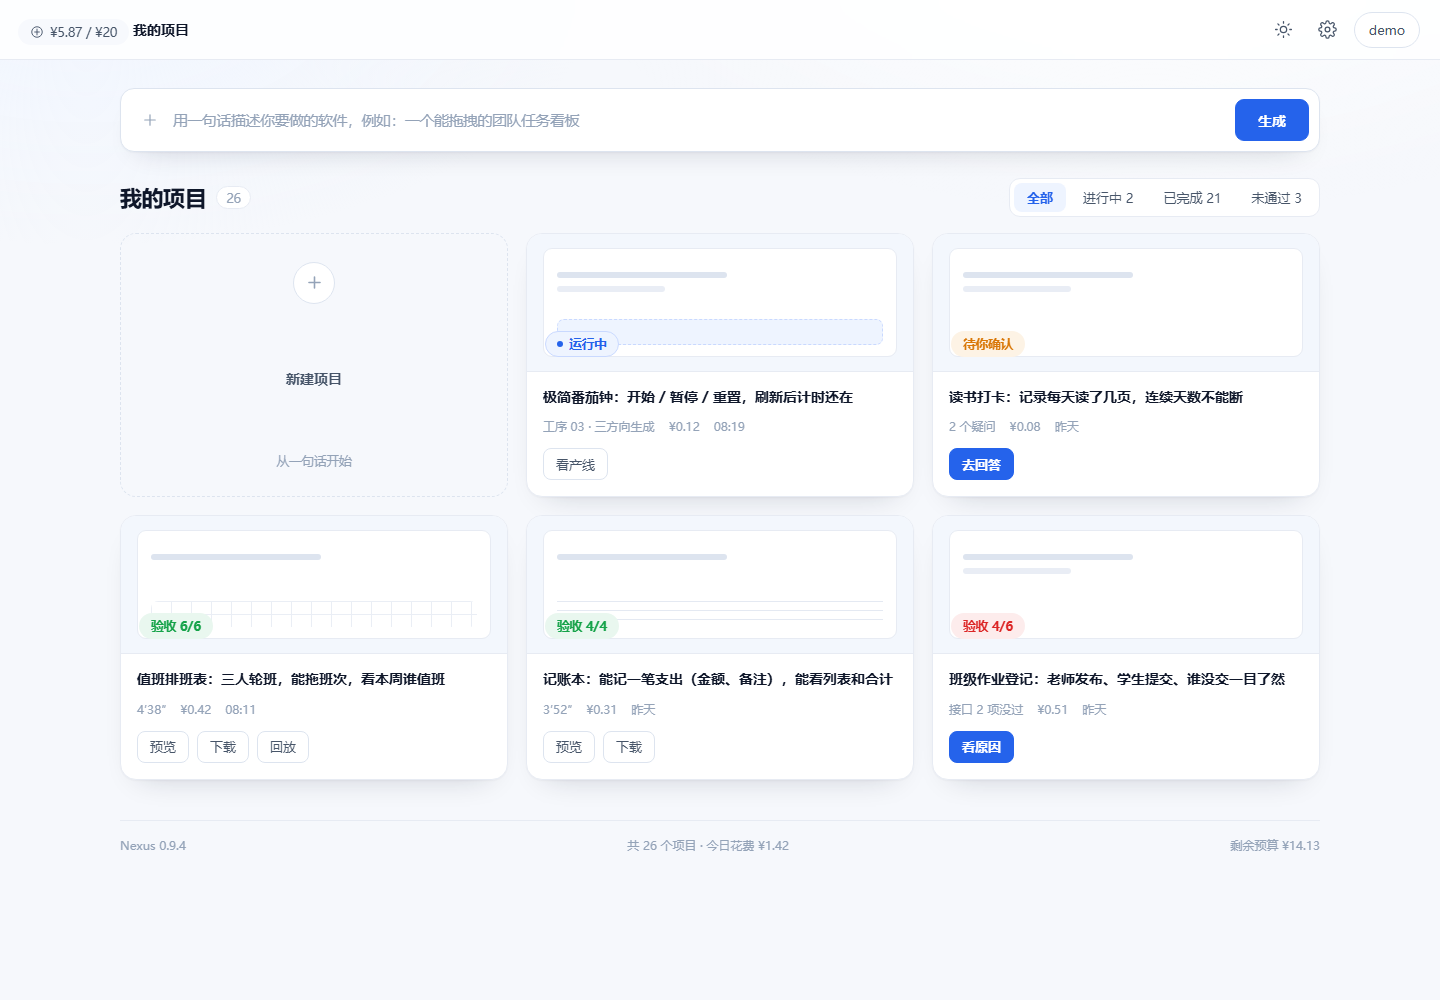 ¥5.87 / ¥20
我的项目
demo
用一句话描述你要做的软件，例如：一个能拖拽的团队任务看板
生成
我的项目
26
全部
进行中 2
已完成 21
未通过 3
新建项目
从一句话开始
运行中
极简番茄钟：开始 / 暂停 / 重置，刷新后计时还在
工序 03 · 三方向生成 ¥0.12 08:19
看产线
待你确认
读书打卡：记录每天读了几页，连续天数不能断
2 个疑问 ¥0.08 昨天
去回答
验收 6/6
值班排班表：三人轮班，能拖班次，看本周谁值班
4'38" ¥0.42 08:11
预览
下载
回放
验收 4/4
记账本：能记一笔支出（金额、备注），能看列表和合计
3'52" ¥0.31 昨天
预览
下载
验收 4/6
班级作业登记：老师发布、学生提交、谁没交一目了然
接口 2 项没过 ¥0.51 昨天
看原因
Nexus 0.9.4
共 26 个项目 · 今日花费 ¥1.42
剩余预算 ¥14.13